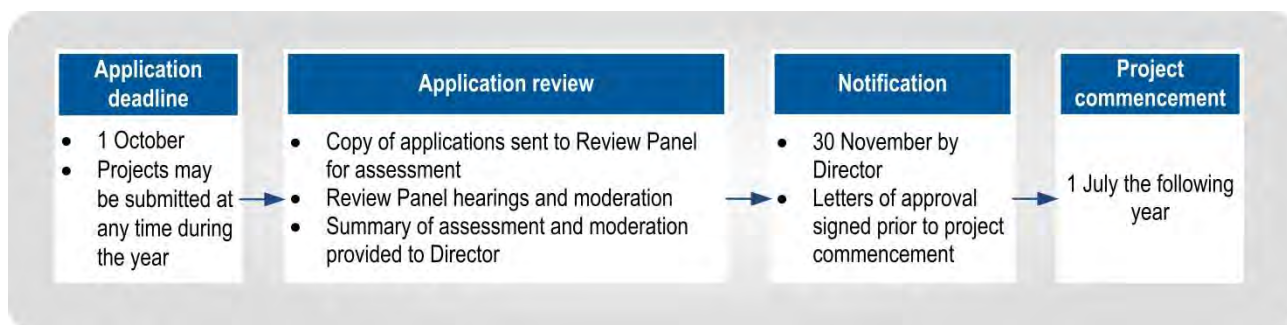 Application
deadline
• 1 October
• Projects may
be submitted at
any time during
the year
Application review
• Copy of applications sent to Review Panel
for assessment
• Review Panel hearings and moderation
• Summary of assessment and moderation
provided to Director
Notification
• 30 November by
Director
• Letters of approval
signed prior to project
commencement
Project
commencement
1 July the following
year